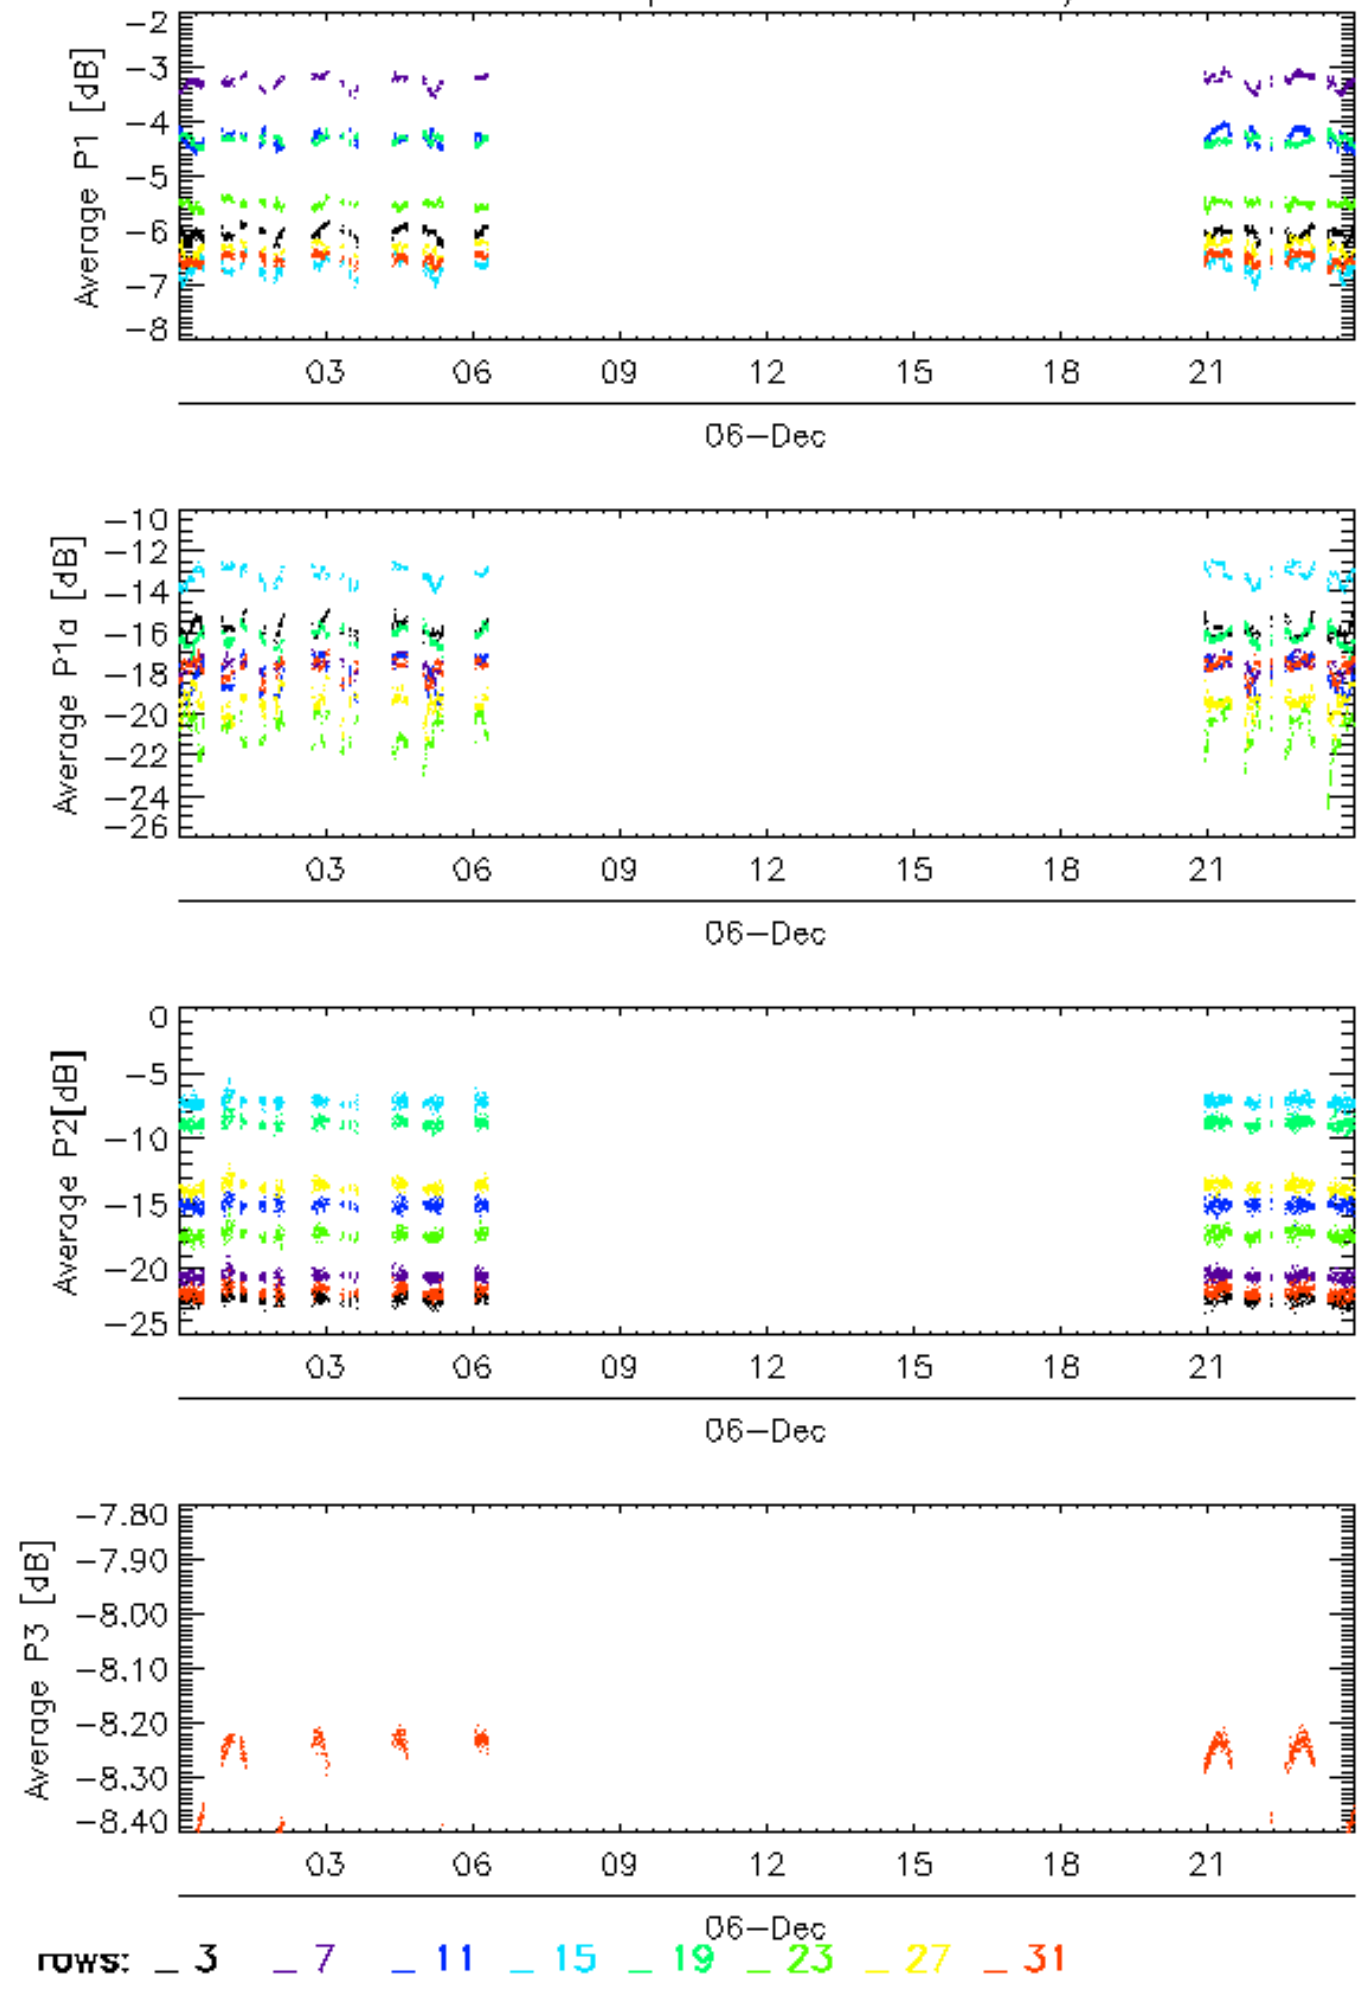 Average P1 [dB]
-2
-3
-4
-5
-6
-7
-8
03 06 09 12 15 18 21
06-Dec
Average P1a [dB]
-10
-12
-14
-16
-18
-20
-22
-24
-26
03 06 09 12 15 18 21
06-Dec
Average P2[dB]
0
-5
-10
-15
-20
-25
03 06 09 12 15 18 21
06-Dec
Average P3 [dB]
-7.80
-7.90
-8.00
-8.10
-8.20
-8.30
-8.40
03 06 09 12 15 18 21
06-Dec
rows: _ 3 _ 7 _ 11 _ 15 _ 19 _ 23 _ 27 _ 31